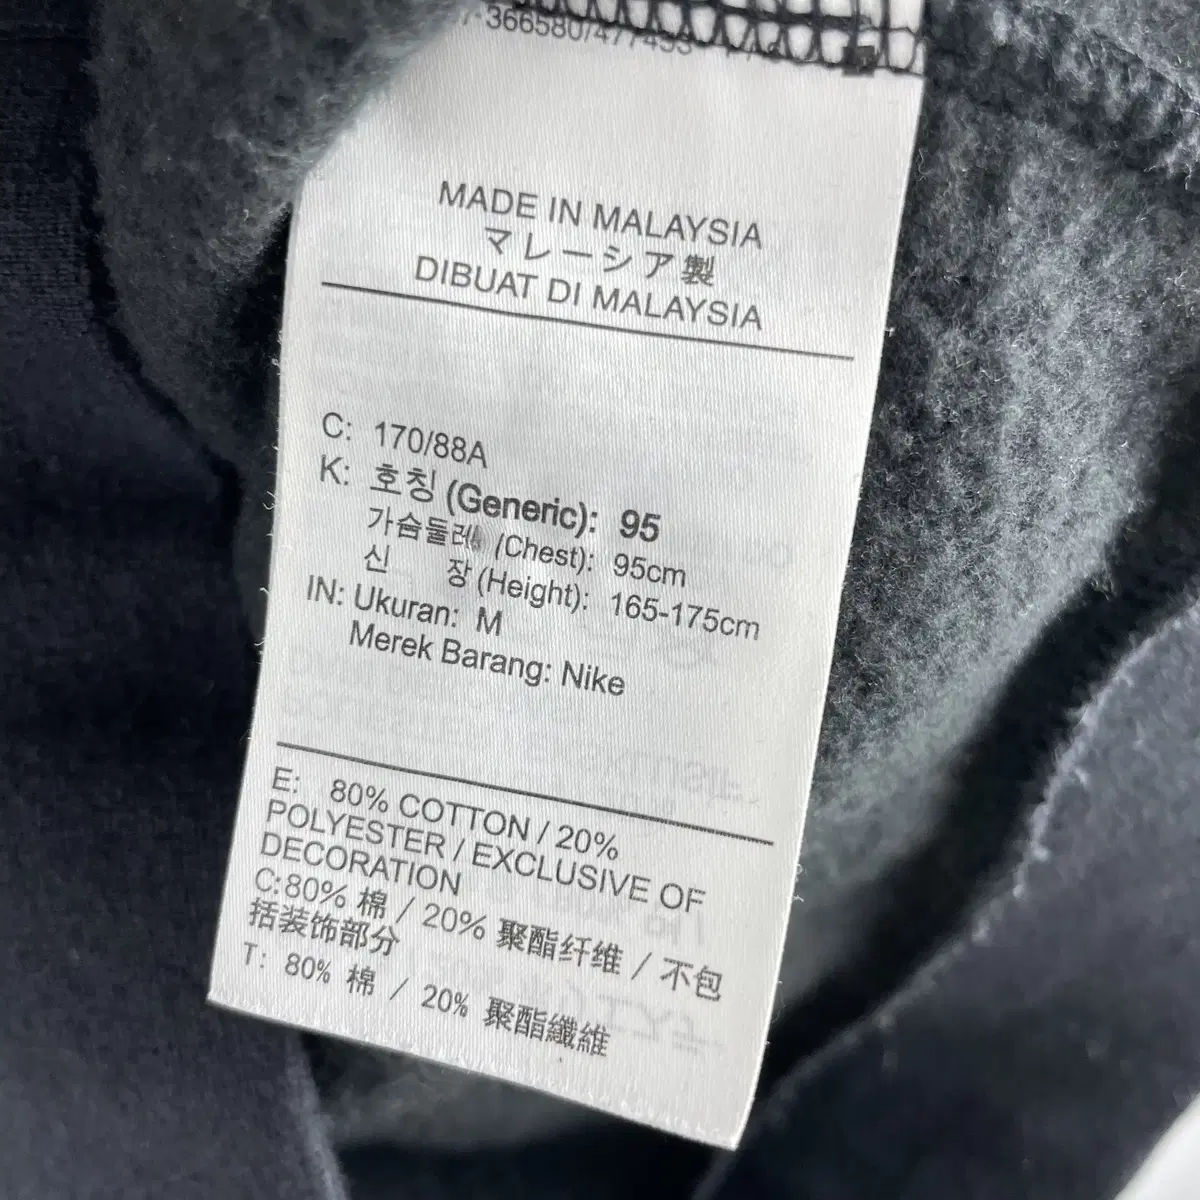 366580/477453
MADE IN MALAYSIA
マレーシア製
DIBUAT DI MALAYSIA
C: 170/88A
K: 호칭 (Generic): 95
가슴둘레 (Chest): 95cm
신 장 (Height): 165-175cm
IN: Ukuran: M
Merek Barang: Nike
E: 80% COTTON / 20%
POLYESTER / EXCLUSIVE OF
DECORATION
C:80% 棉 / 20% 聚酯纤维 / 不包
括装饰部分
T: 80% 棉 / 20% 聚酯纖維